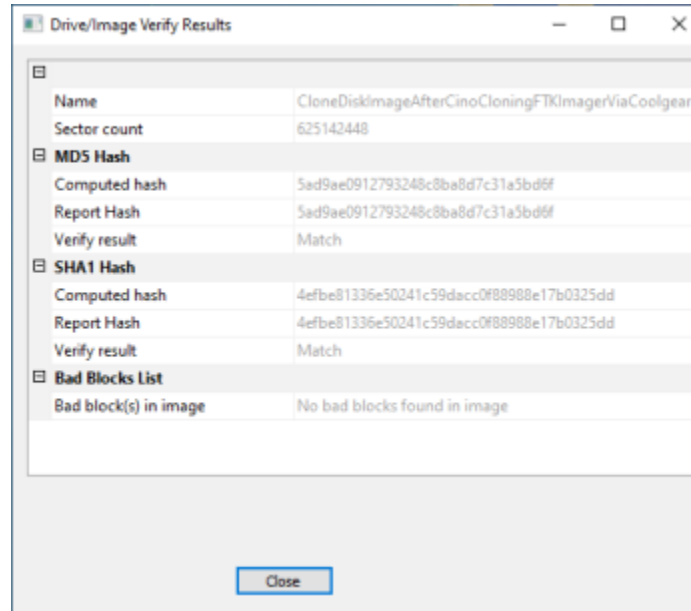 Drive/Image Verify Results
Name CloneDiskImageAfterCinoCloningFTKImagerViaCoolgear
Sector count 625142448
MD5 Hash
Computed hash 5ad9ae0912793248c8ba8d7c31a5bd6f
Report Hash 5ad9ae0912793248c8ba8d7c31a5bd6f
Verify result Match
SHA1 Hash
Computed hash 4efbe81336e50241c59dacc0f88988e17b0325dd
Report Hash 4efbe81336e50241c59dacc0f88988e17b0325dd
Verify result Match
Bad Blocks List
Bad block(s) in image No bad blocks found in image
Close